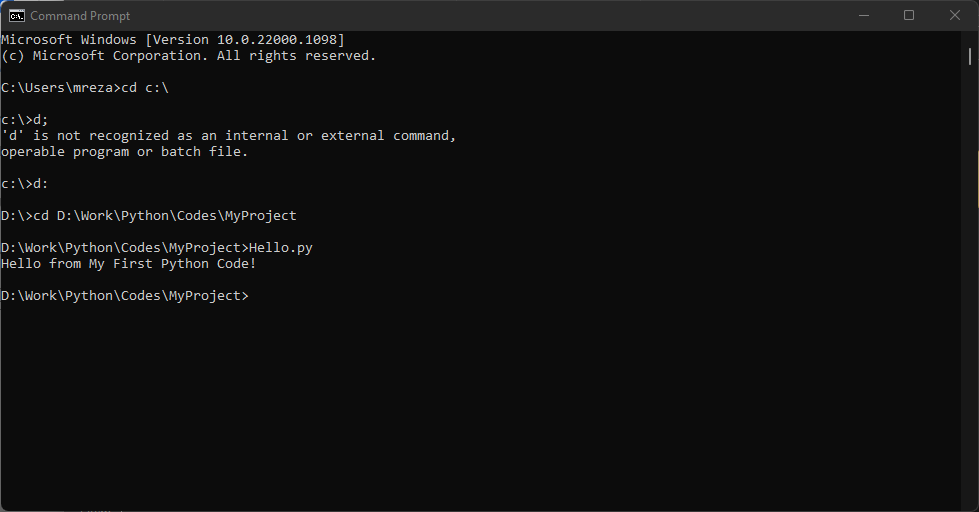 Command Prompt
Microsoft Windows [Version 10.0.22000.1098]
(c) Microsoft Corporation. All rights reserved.
C:\Users\mreza>cd c:\
c:\>d;
'd' is not recognized as an internal or external command,
operable program or batch file.
c:\>d:
D:\>cd D:\Work\Python\Codes\MyProject
D:\Work\Python\Codes\MyProject>Hello.py
Hello from My First Python Code!
D:\Work\Python\Codes\MyProject>